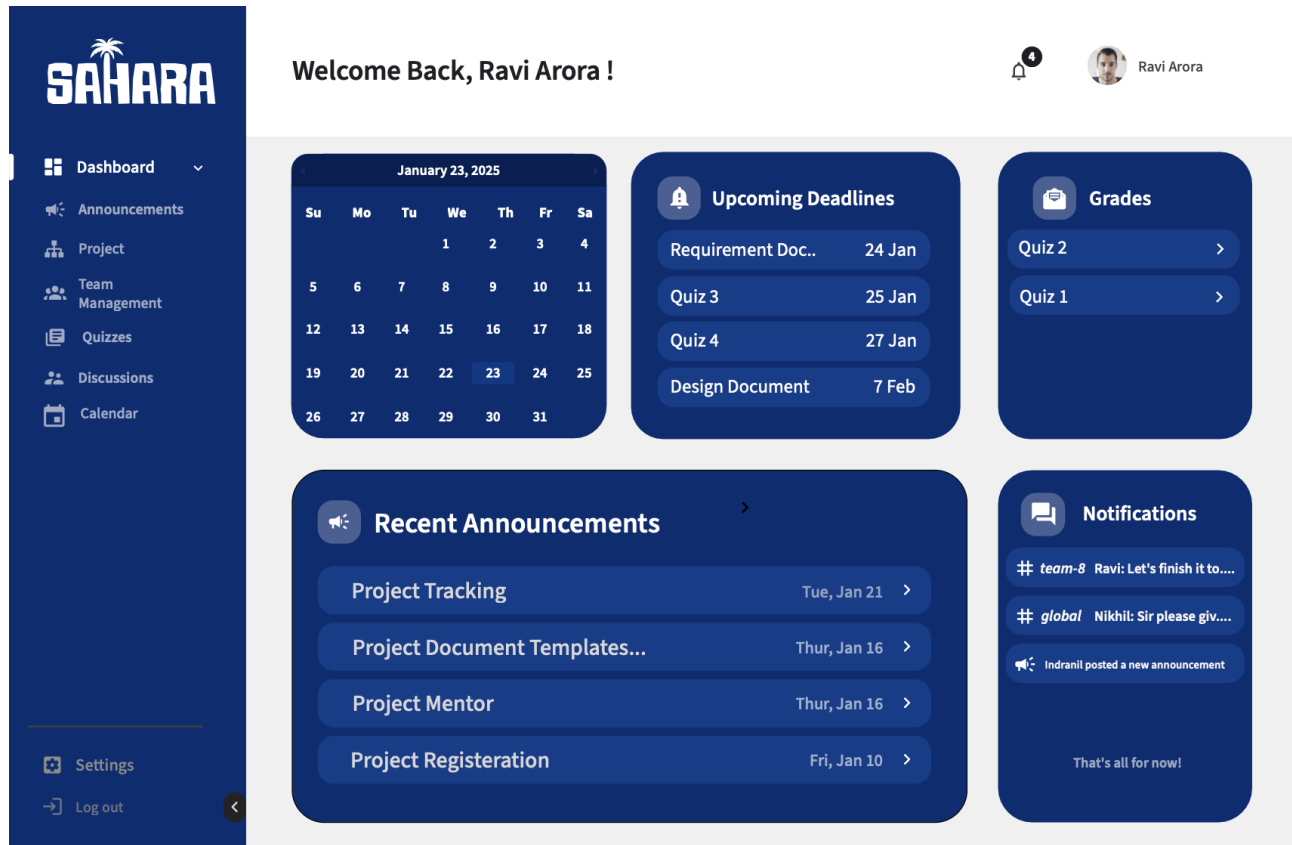 SAHARA
Dashboard
Announcements
Project
Team
Management
Quizzes
Discussions
Calendar
Settings
Log out
Welcome Back, Ravi Arora !
4
Ravi Arora
January 23, 2025
Su Mo Tu We Th Fr Sa
1 2 3 4
5 6 7 8 9 10 11
12 13 14 15 16 17 18
19 20 21 22 23 24 25
26 27 28 29 30 31
Upcoming Deadlines
Requirement Doc.. 24 Jan
Quiz 3 25 Jan
Quiz 4 27 Jan
Design Document 7 Feb
Grades
Quiz 2
Quiz 1
Recent Announcements
Project Tracking Tue, Jan 21
Project Document Templates... Thur, Jan 16
Project Mentor Thur, Jan 16
Project Registeration Fri, Jan 10
Notifications
# team-8 Ravi: Let's finish it to....
# global Nikhil: Sir please giv....
Indranil posted a new announcement
That's all for now!